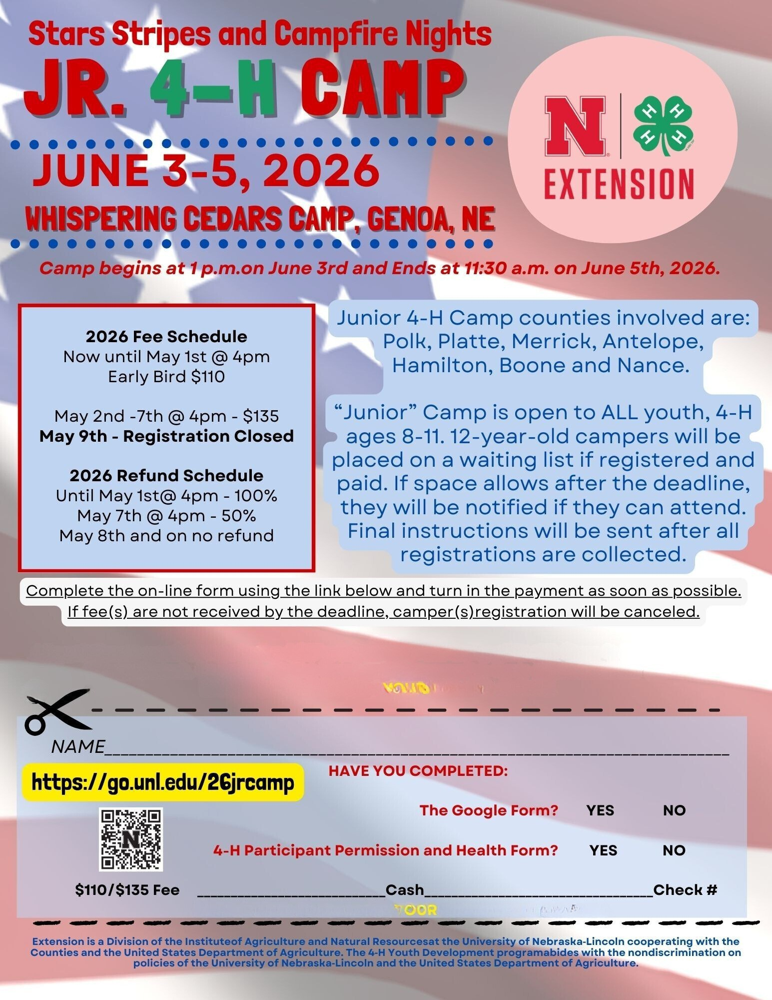 Stars Stripes and Campfire Nights
JR. 4-H CAMP
JUNE 3-5, 2026
WHISPERING CEDARS CAMP, GENOA, NE
N
H H H H
EXTENSION
Camp begins at 1 p.m.on June 3rd and Ends at 11:30 a.m. on June 5th, 2026.
2026 Fee Schedule
Now until May 1st @ 4pm
Early Bird $110
May 2nd -7th @ 4pm - $135
May 9th - Registration Closed
2026 Refund Schedule
Until May 1st@ 4pm - 100%
May 7th @ 4pm - 50%
May 8th and on no refund
Junior 4-H Camp counties involved are:
Polk, Platte, Merrick, Antelope,
Hamilton, Boone and Nance.
“Junior” Camp is open to ALL youth, 4-H
ages 8-11. 12-year-old campers will be
placed on a waiting list if registered and
paid. If space allows after the deadline,
they will be notified if they can attend.
Final instructions will be sent after all
registrations are collected.
Complete the on-line form using the link below and turn in the payment as soon as possible.
If fee(s) are not received by the deadline, camper(s)registration will be canceled.
NAME
https://go.unl.edu/26jrcamp
HAVE YOU COMPLETED:
The Google Form? YES NO
N
4-H Participant Permission and Health Form? YES NO
$110/$135 Fee Cash Check #
Extension is a Division of the Instituteof Agriculture and Natural Resourcesat the University of Nebraska-Lincoln cooperating with the
Counties and the United States Department of Agriculture. The 4-H Youth Development programabides with the nondiscrimination on
policies of the University of Nebraska-Lincoln and the United States Department of Agriculture.